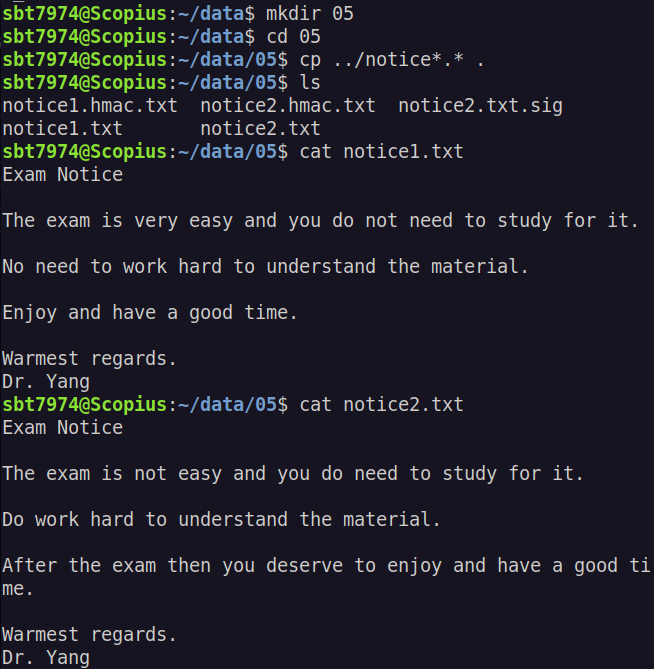 sbt7974@Scopius:~/data$ mkdir 05
sbt7974@Scopius:~/data$ cd 05
sbt7974@Scopius:~/data/05$ cp ../notice*.* .
sbt7974@Scopius:~/data/05$ ls
notice1.hmac.txt  notice2.hmac.txt  notice2.txt.sig
notice1.txt       notice2.txt
sbt7974@Scopius:~/data/05$ cat notice1.txt
Exam Notice

The exam is very easy and you do not need to study for it.

No need to work hard to understand the material.

Enjoy and have a good time.

Warmest regards.
Dr. Yang
sbt7974@Scopius:~/data/05$ cat notice2.txt
Exam Notice

The exam is not easy and you do need to study for it.

Do work hard to understand the material.

After the exam then you deserve to enjoy and have a good ti
me.

Warmest regards.
Dr. Yang